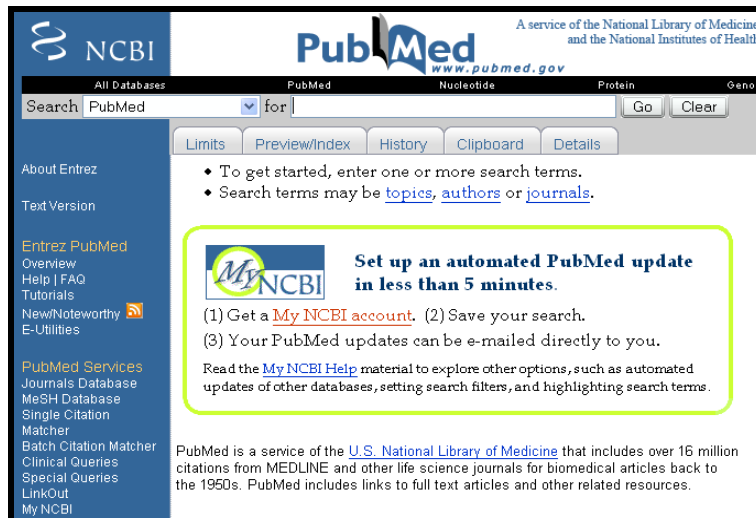 NCBI
PubMed
www.pubmed.gov
A service of the National Library of Medicine
and the National Institutes of Health
All Databases PubMed Nucleotide Protein Geno
Search PubMed for Go Clear
Limits Preview/Index History Clipboard Details
About Entrez
Text Version
Entrez PubMed
Overview
Help | FAQ
Tutorials
New/Noteworthy
E-Utilities
PubMed Services
Journals Database
MeSH Database
Single Citation
Matcher
Batch Citation Matcher
Clinical Queries
Special Queries
LinkOut
My NCBI
• To get started, enter one or more search terms.
• Search terms may be topics, authors or journals.
My NCBI
Set up an automated PubMed update
in less than 5 minutes.
(1) Get a My NCBI account. (2) Save your search.
(3) Your PubMed updates can be e-mailed directly to you.
Read the My NCBI Help material to explore other options, such as automated
updates of other databases, setting search filters, and highlighting search terms.
PubMed is a service of the U.S. National Library of Medicine that includes over 16 million
citations from MEDLINE and other life science journals for biomedical articles back to
the 1950s. PubMed includes links to full text articles and other related resources.